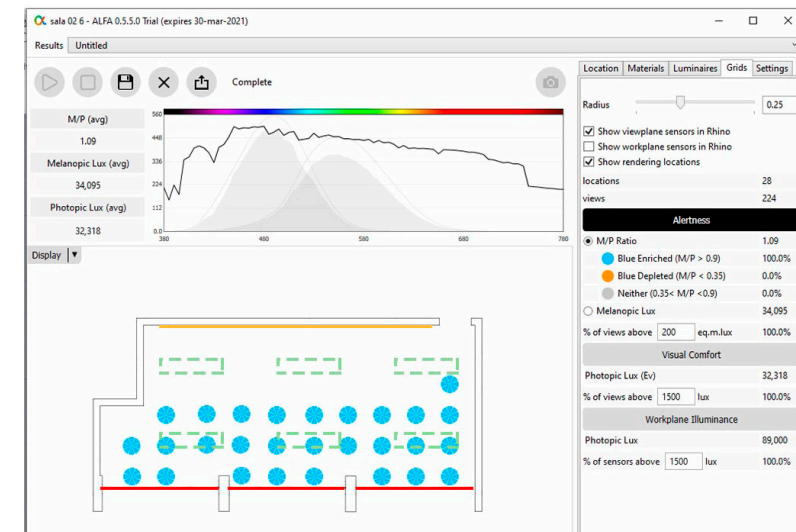 sala 02 6 - ALFA 0.5.5.0 Trial (expires 30-mar-2021)
Results Untitled
Complete
M/P (avg)
1.09
Melanopic Lux (avg)
34,095
Photopic Lux (avg)
32,318
560
448
336
224
112
0.0
380 480 580 680 780
Display
Location Materials Luminaires Grids Settings
Radius 0.25
Show viewplane sensors in Rhino
Show workplane sensors in Rhino
Show rendering locations
locations 28
views 224
Alertness
M/P Ratio 1.09
Blue Enriched (M/P > 0.9) 100.0%
Blue Depleted (M/P < 0.35) 0.0%
Neither (0.35< M/P <0.9) 0.0%
Melanopic Lux 34,095
% of views above 200 eq.m.lux 100.0%
Visual Comfort
Photopic Lux (Ev) 32,318
% of views above 1500 lux 100.0%
Workplane Illuminance
Photopic Lux 89,000
% of sensors above 1500 lux 100.0%